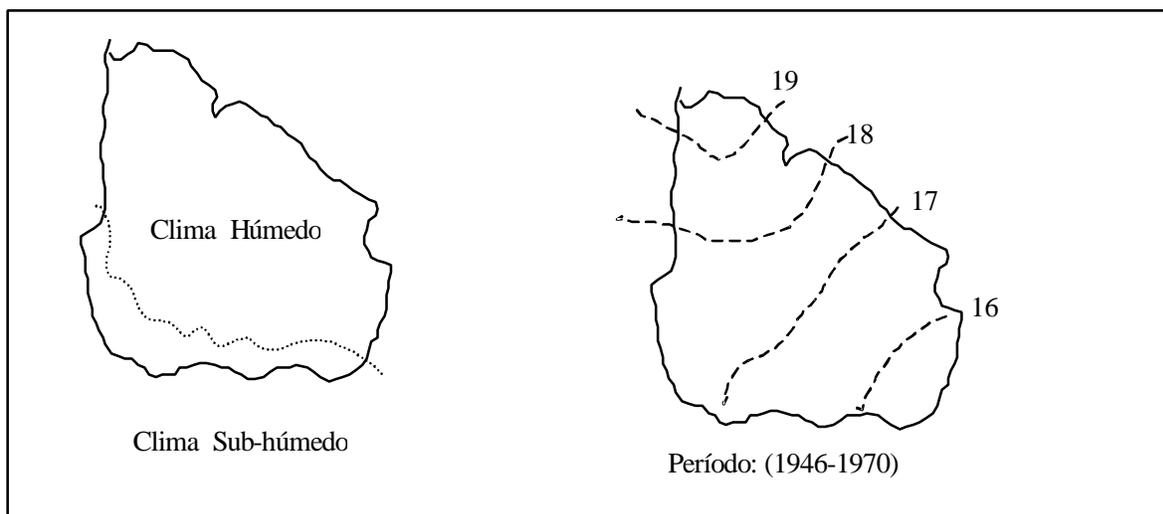 Clima Húmedo
Clima Sub-húmedo
19
18
17
16
Período: (1946-1970)